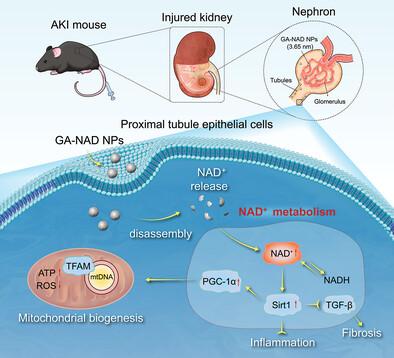 AKI mouse
Injured kidney
Nephron
GA-NAD NPs
(3.65 nm)
Tubules
Glomerulus
Proximal tubule epithelial cells
GA-NAD NPs
NAD⁺
release
disassembly
NAD⁺ metabolism
NAD⁺↑
NADH
PGC-1α↑
Sirt1↑
TGF-β
ATP↑
ROS↓
TFAM
mtDNA
Mitochondrial biogenesis
Inflammation
Fibrosis